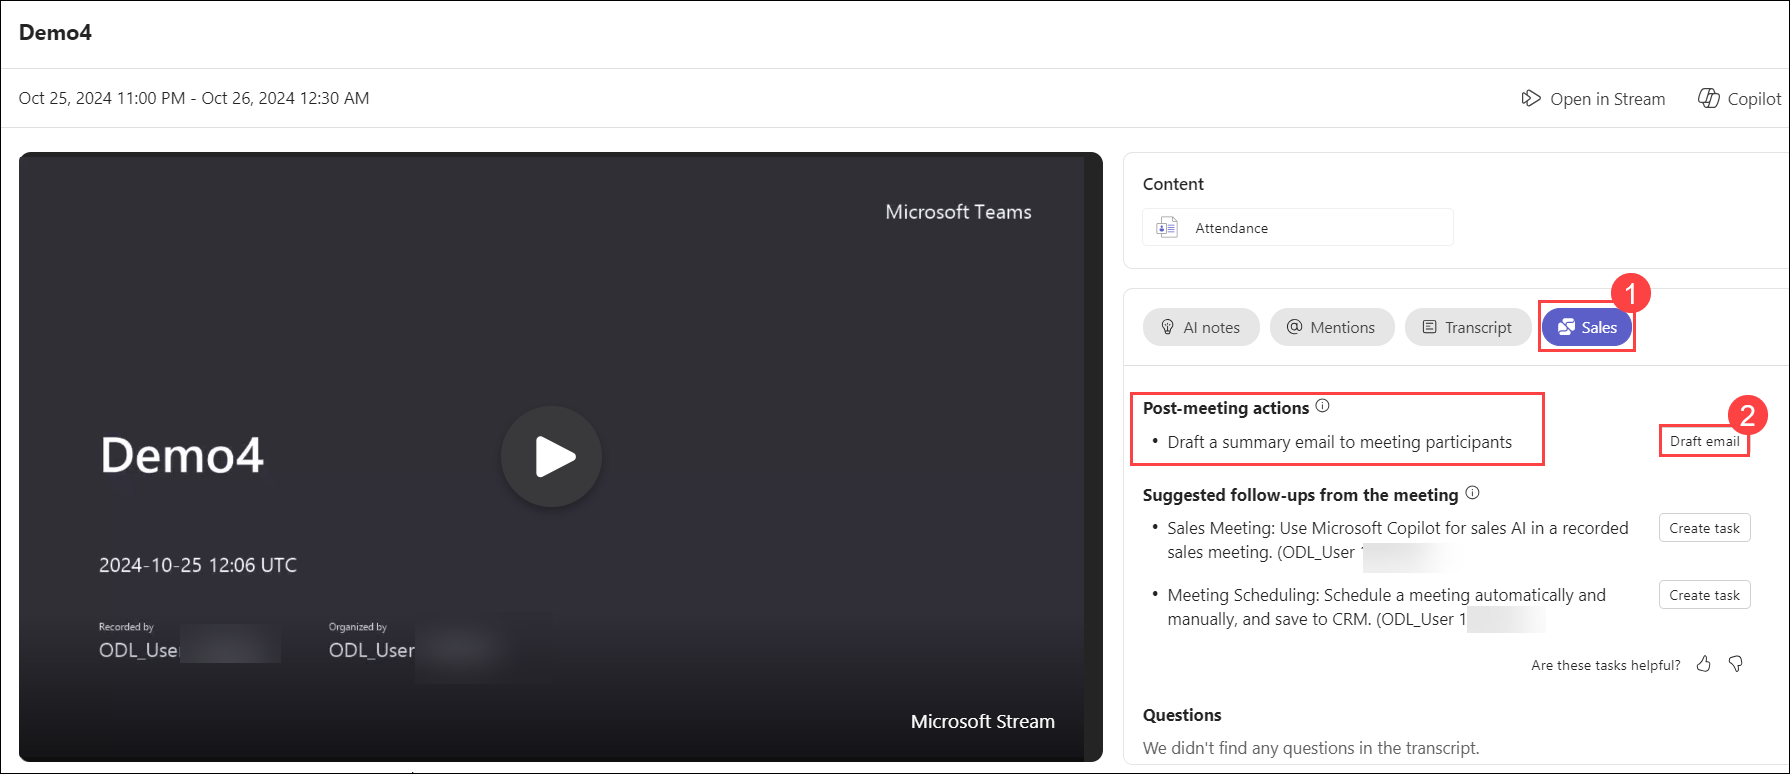 Demo4
Oct 25, 2024 11:00 PM - Oct 26, 2024 12:30 AM
Open in Stream
Copilot
Microsoft Teams
Demo4
2024-10-25 12:06 UTC
Recorded by
Organized by
ODL_User
ODL_User
Microsoft Stream
Content
Attendance
1
AI notes
Mentions
Transcript
Sales
Post-meeting actions
2
• Draft a summary email to meeting participants
Draft email
Suggested follow-ups from the meeting
• Sales Meeting: Use Microsoft Copilot for sales AI in a recorded
sales meeting. (ODL_User
Create task
• Meeting Scheduling: Schedule a meeting automatically and
manually, and save to CRM. (ODL_User 1
Create task
Are these tasks helpful?
Questions
We didn't find any questions in the transcript.